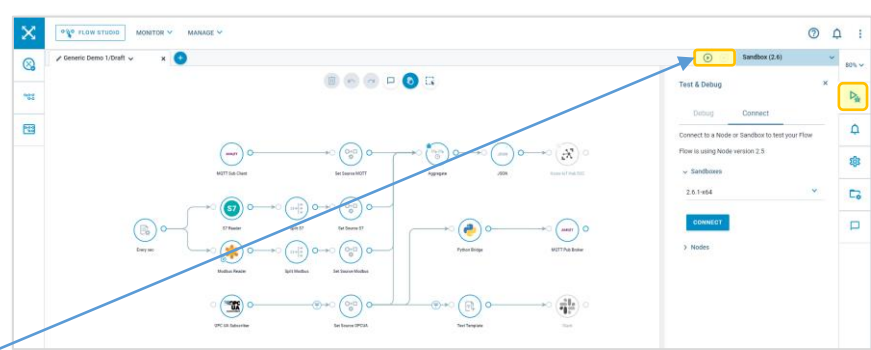 FLOW STUDIO MONITOR MANAGE
Generic Demo 1/Draft x + Sandbox (2.6) 80%
Test & Debug x
Debug Connect
Connect to a Node or Sandbox to test your Flow
Flow is using Node version 2.5
Sandboxes
2.6.1-x64
CONNECT
Nodes
MQTT Sub Client Set Source MQTT Aggregate JSON
JSON
S7
S7 Reader Split S7 Set Source S7
Every sec Python Bridge MQTT Pub Broker
Modbus Reader Split Modbus Set Source Modbus
OPC UA
OPC UA Subscriber Set Source OPCUA Text Template